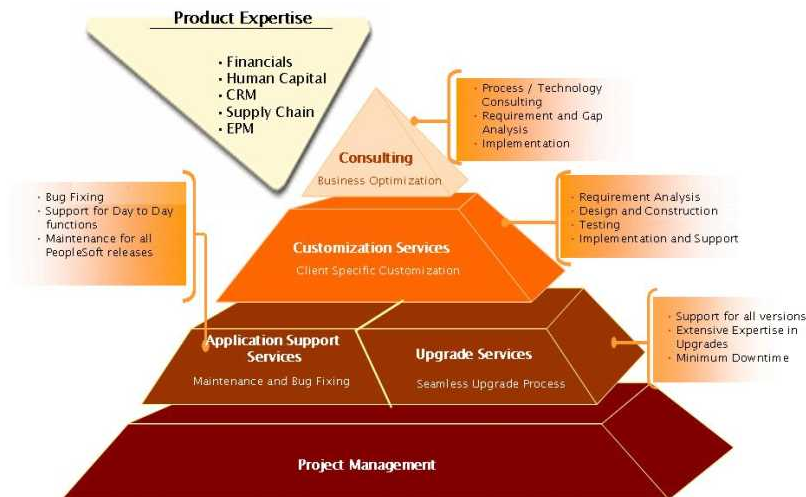 Product Expertise
· Financials
· Human Capital
· CRM
· Supply Chain
· EPM
· Process / Technology
Consulting
· Requirement and Gap
Analysis
· Implementation
Consulting
Business Optimization
· Bug Fixing
· Support for Day to Day
functions
· Maintenance for all
PeopleSoft releases
· Requirement Analysis
· Design and Construction
· Testing
· Implementation and Support
Customization Services
Client Specific Customization
· Support for all versions
· Extensive Expertise in
Upgrades
· Minimum Downtime
Application Support
Services
Maintenance and Bug Fixing
Upgrade Services
Seamless Upgrade Process
Project Management